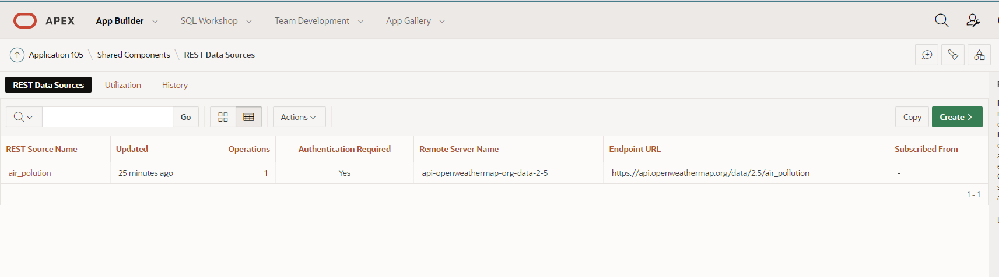 APEX App Builder SQL Workshop Team Development App Gallery
Application 105 \ Shared Components \ REST Data Sources
REST Data Sources Utilization History
Go Actions Copy Create
REST Source Name Updated Operations Authentication Required Remote Server Name Endpoint URL Subscribed From
air_polution 25 minutes ago 1 Yes api-openweathermap-org-data-2-5 https://api.openweathermap.org/data/2.5/air_pollution -
1 - 1